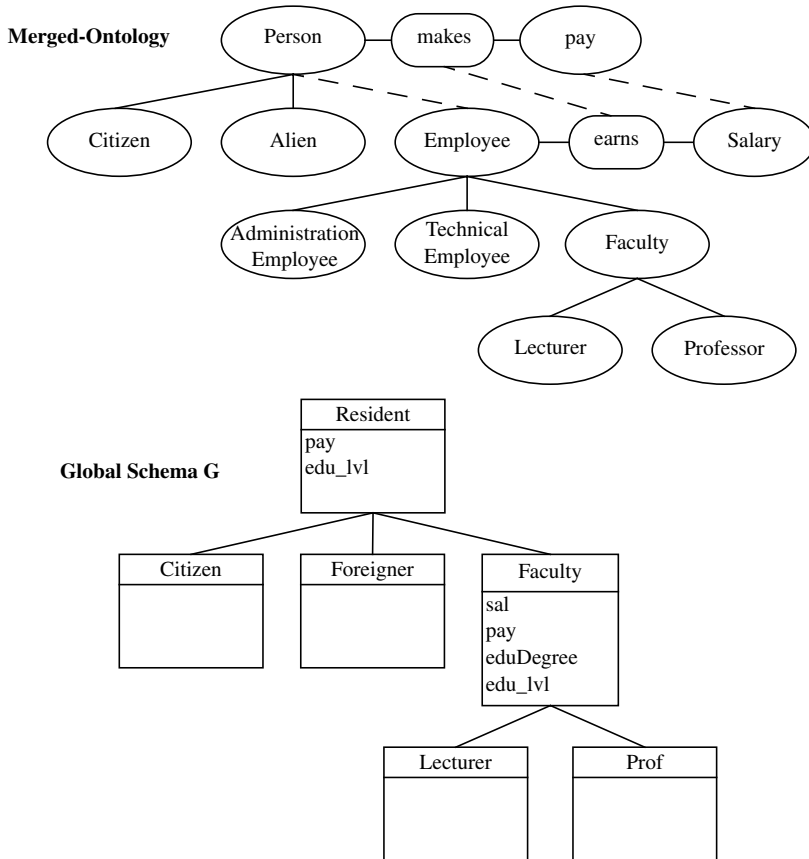 Merged-Ontology
Person
makes
pay
Citizen
Alien
Employee
earns
Salary
Administration
Employee
Technical
Employee
Faculty
Lecturer
Professor
Global Schema G
Resident
pay
edu_lvl
Citizen
Foreigner
Faculty
sal
pay
eduDegree
edu_lvl
Lecturer
Prof